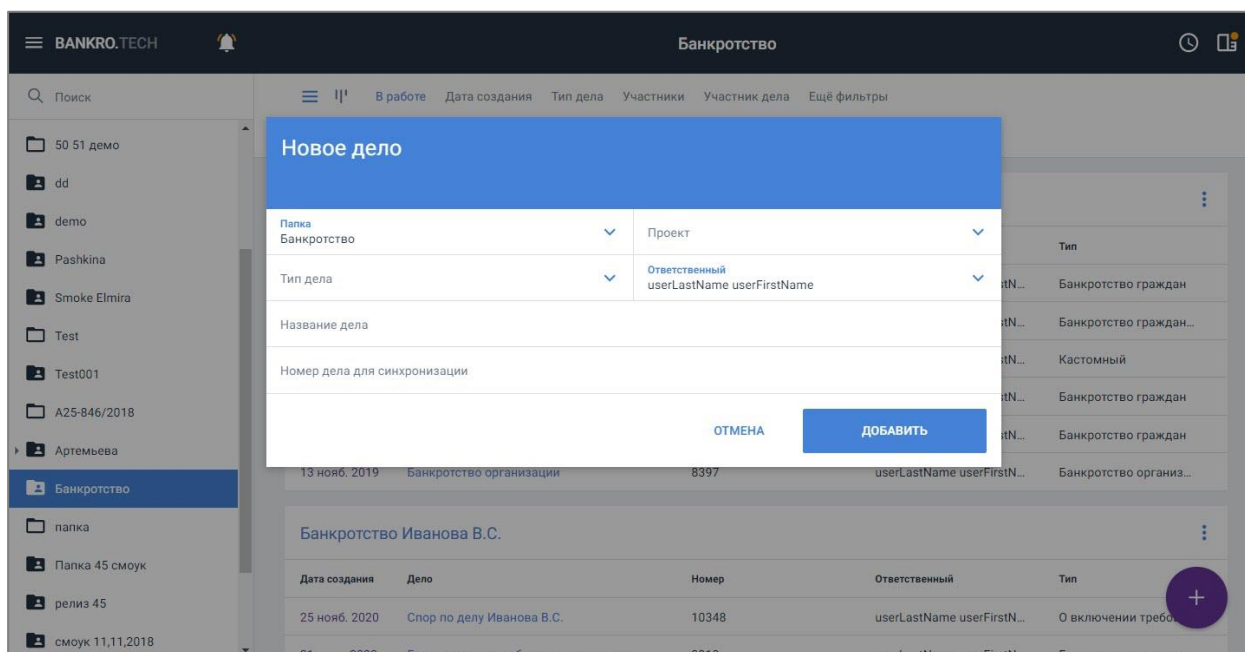 BANKRO.TECH
Банкротство
Поиск
В работе Дата создания Тип дела Участники Участник дела Ещё фильтры
50 51 демо
dd
demo
Pashkina
Smoke Elmira
Test
Test001
A25-846/2018
Артемьева
Банкротство
папка
Папка 45 смоук
релиз 45
смоук 11,11,2018
Новое дело
Папка
Банкротство
Проект
Тип дела
Ответственный
userLastName userFirstName
Название дела
Номер дела для синхронизации
ОТМЕНА ДОБАВИТЬ
Тип
stN... Банкротство граждан
stN... Банкротство граждан...
stN... Кастомный
stN... Банкротство граждан
stN... Банкротство граждан
13 нояб. 2019 Банкротство организации 8397 userLastName userFirstN... Банкротство организ...
Банкротство Иванова В.С.
Дата создания Дело Номер Ответственный Тип
25 нояб. 2020 Спор по делу Иванова В.С. 10348 userLastName userFirstN... О включении требо